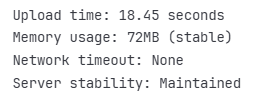 Upload time: 18.45 seconds
Memory usage: 72MB (stable)
Network timeout: None
Server stability: Maintained